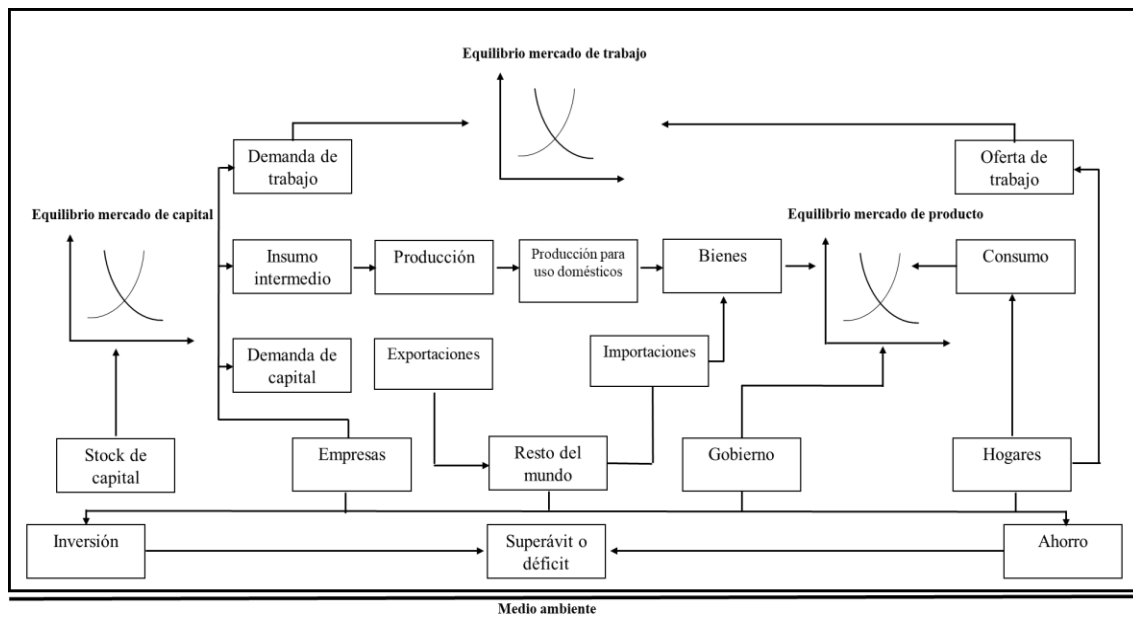 Equilibrio mercado de trabajo
Demanda de
trabajo
Oferta de
trabajo
Equilibrio mercado de capital
Equilibrio mercado de producto
Insumo
intermedio
Producción
Producción para
uso domésticos
Bienes
Consumo
Demanda de
capital
Exportaciones
Importaciones
Stock de
capital
Empresas
Resto del
mundo
Gobierno
Hogares
Inversión
Superávit o
déficit
Ahorro
Medio ambiente